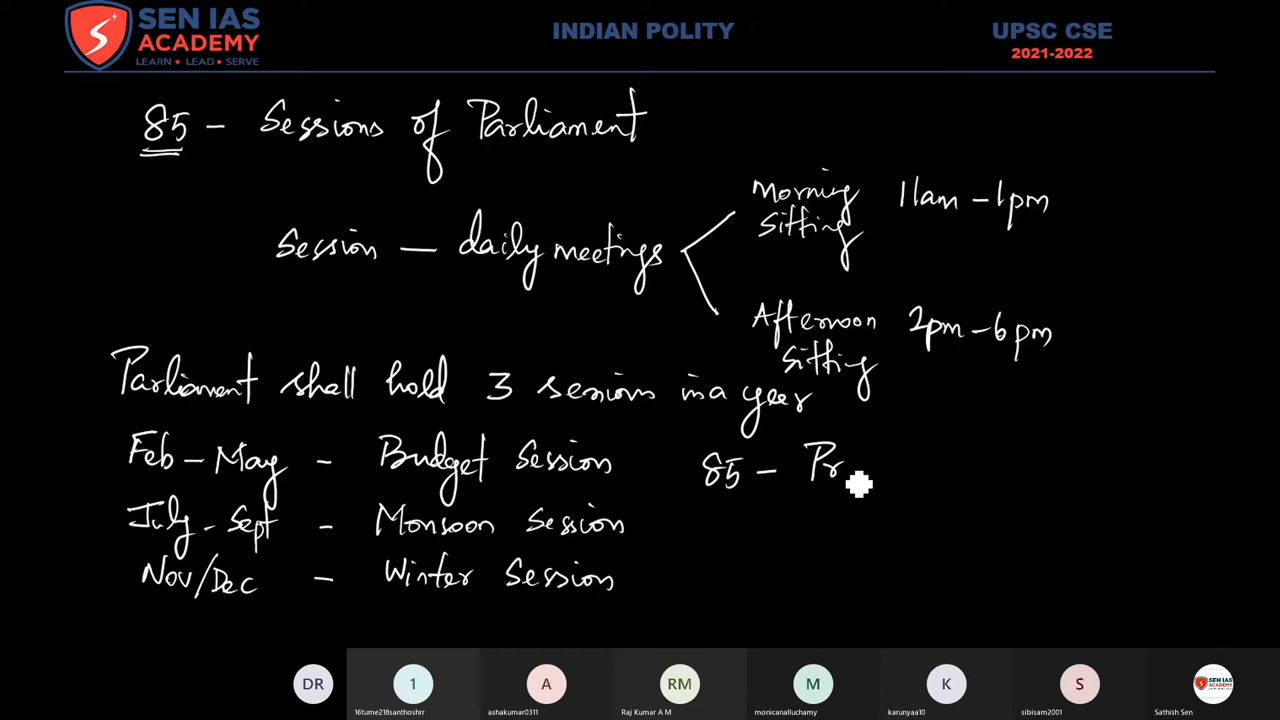 SEN IAS
ACADEMY
LEARN ★ LEAD ★ SERVE
INDIAN POLITY
UPSC CSE
2021-2022
85 - Sessions of Parliament
Session — daily meetings
Morning sitting 11am - 1pm
Afternoon sitting 2pm - 6pm
Parliament shall hold 3 sessions in a year
Feb - May - Budget Session
85 - Pr
July - Sept - Monsoon Session
Nov/Dec - Winter Session
DR
1
A
RM
M
K
S
SEN IAS
ACADEMY
16tume218santhoshrr
ashakumar0311
Raj Kumar A M
monicanalluchamy
karunyaa10
sibisam2001
Sathish Sen